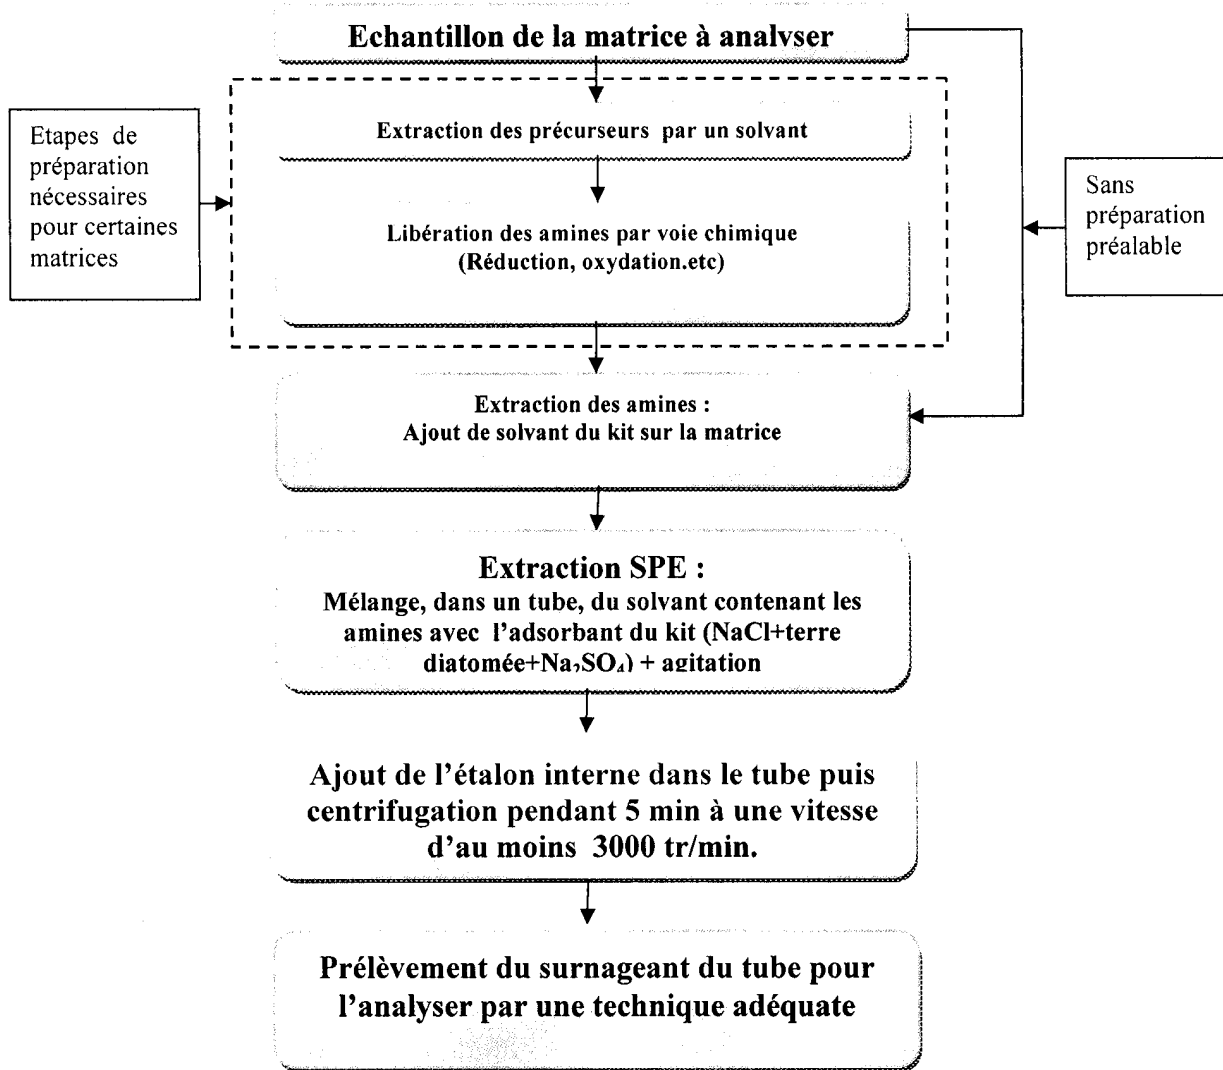 Echantillon de la matrice à analyser
Extraction des précurseurs par un solvant
Etapes de
préparation
nécessaires
pour certaines
matrices
Libération des amines par voie chimique
(Réduction, oxydation.etc)
Sans
préparation
préalable
Extraction des amines :
Ajout de solvant du kit sur la matrice
Extraction SPE :
Mélange, dans un tube, du solvant contenant les
amines avec l'adsorbant du kit (NaCl+terre
diatomée+Na₂SO₄) + agitation
Ajout de l'étalon interne dans le tube puis
centrifugation pendant 5 min à une vitesse
d'au moins 3000 tr/min.
Prélèvement du surnageant du tube pour
l'analyser par une technique adéquate